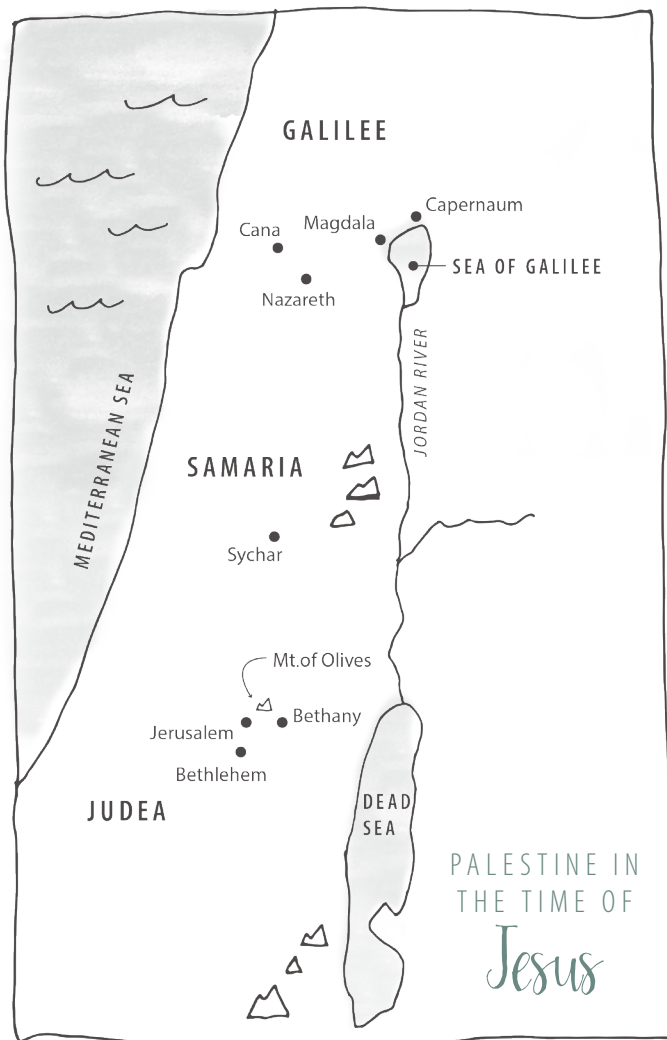 GALILEE
Capernaum
Magdala
Cana
SEA OF GALILEE
Nazareth
JORDAN RIVER
MEDITERRANEAN SEA
SAMARIA
Sychar
Mt.of Olives
Bethany
Jerusalem
Bethlehem
JUDEA
DEAD
SEA
PALESTINE IN
THE TIME OF
Jesus